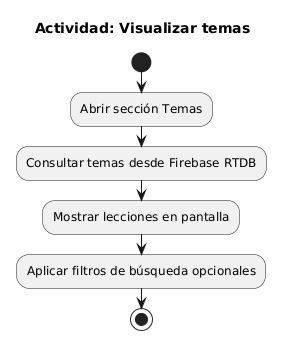 Actividad: Visualizar temas
Abrir sección Temas
Consultar temas desde Firebase RTDB
Mostrar lecciones en pantalla
Aplicar filtros de búsqueda opcionales